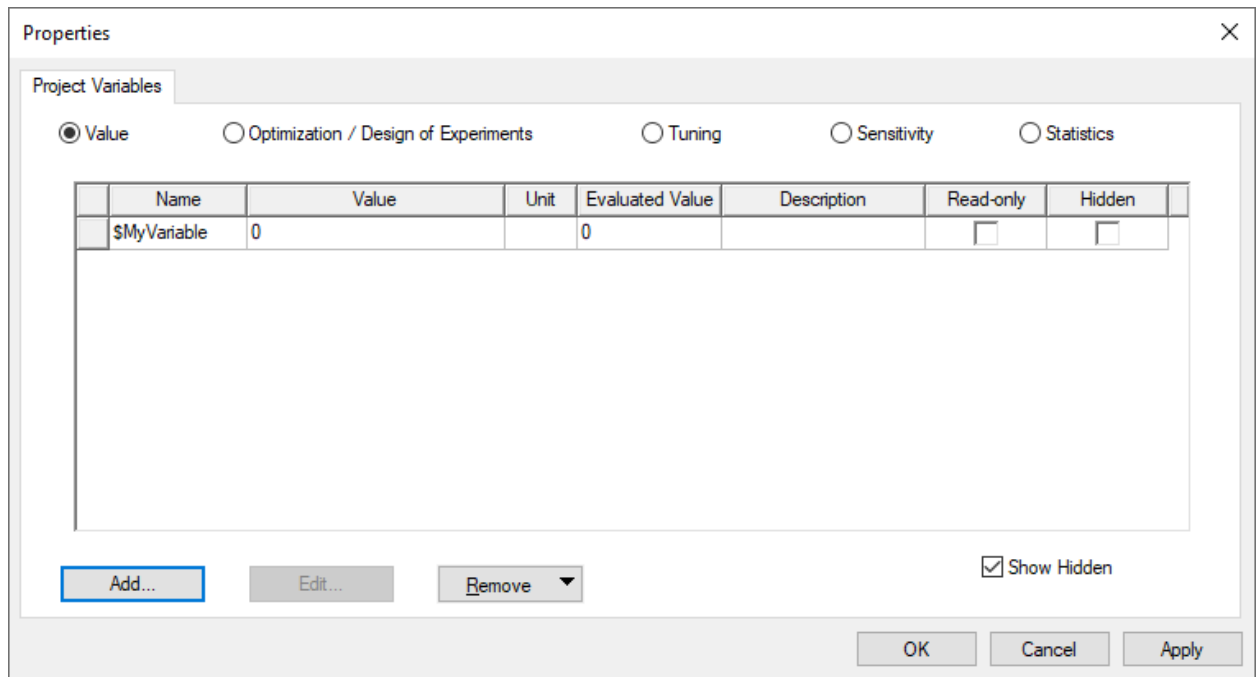 Properties
Project Variables
Value Optimization / Design of Experiments Tuning Sensitivity Statistics
Name Value Unit Evaluated Value Description Read-only Hidden
$MyVariable 0 0
Show Hidden
Add... Edit... Remove
OK Cancel Apply